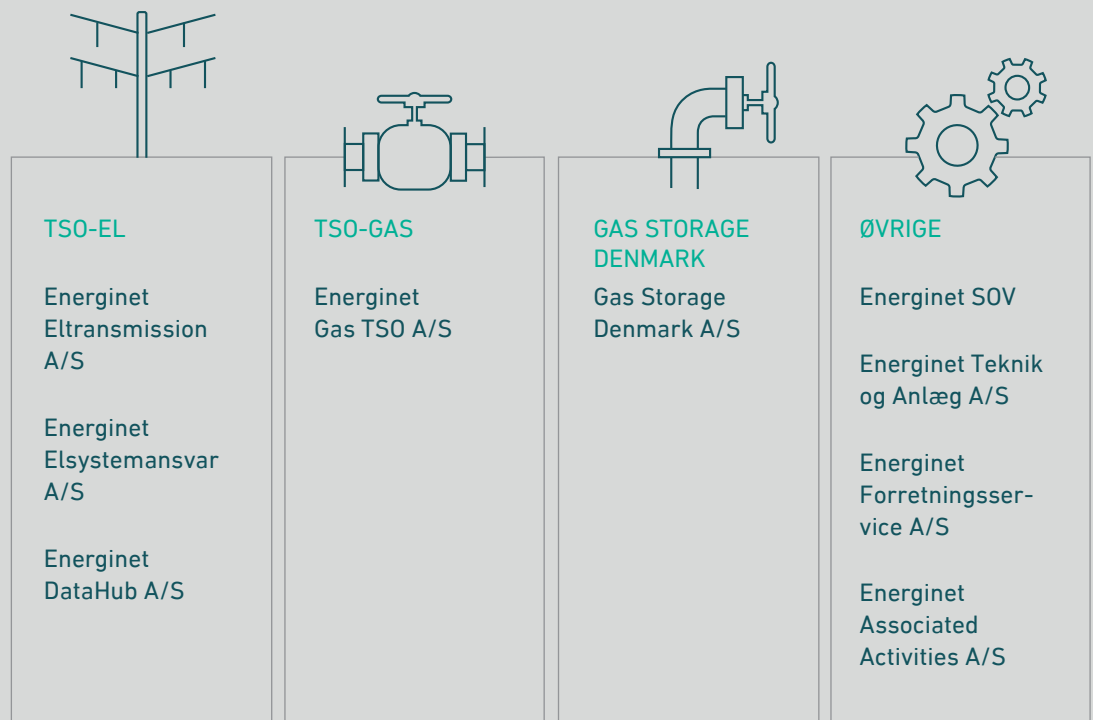 TSO-EL
Energinet
Eltransmission
A/S
Energinet
Elsystemansvar
A/S
Energinet
DataHub A/S
TSO-GAS
Energinet
Gas TSO A/S
GAS STORAGE
DENMARK
Gas Storage
Denmark A/S
ØVRIGE
Energinet SOV
Energinet Teknik
og Anlæg A/S
Energinet
Forretningsser-
vice A/S
Energinet
Associated
Activities A/S